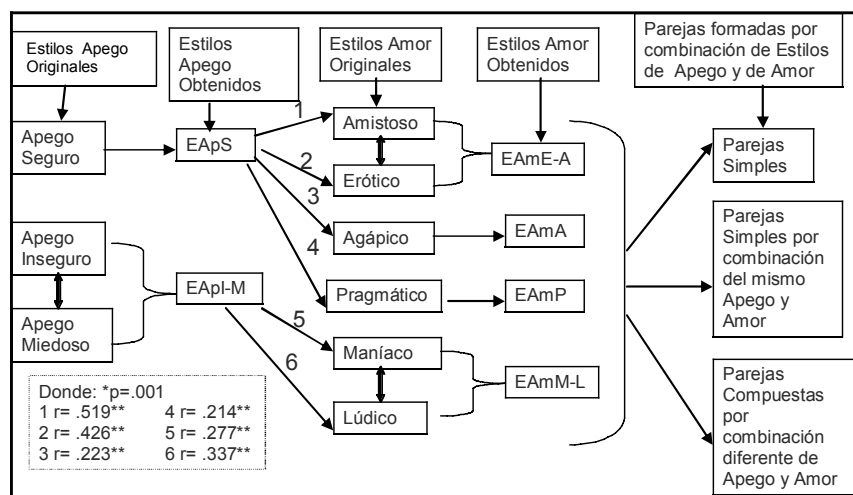 Estilos Apego
Originales
Estilos
Apego
Obtenidos
Estilos Amor
Originales
Estilos Amor
Obtenidos
Parejas formadas por
combinación de Estilos
de Apego y de Amor
Apego
Seguro
EApS
1
2
3
4
Amistoso
Erótico
EAmE-A
Agápico
EAmA
Pragmático
EAmP
Apego
Inseguro
Apego
Miedoso
EApI-M
5
6
Maníaco
Lúdico
EAmM-L
Parejas
Simples
Parejas
Simples por
combinación
del mismo
Apego y
Amor
Parejas
Compuestas
por
combinación
diferente de
Apego y Amor
Donde: *p=.001
1 r= .519** 4 r= .214**
2 r= .426** 5 r= .277**
3 r= .223** 6 r= .337**